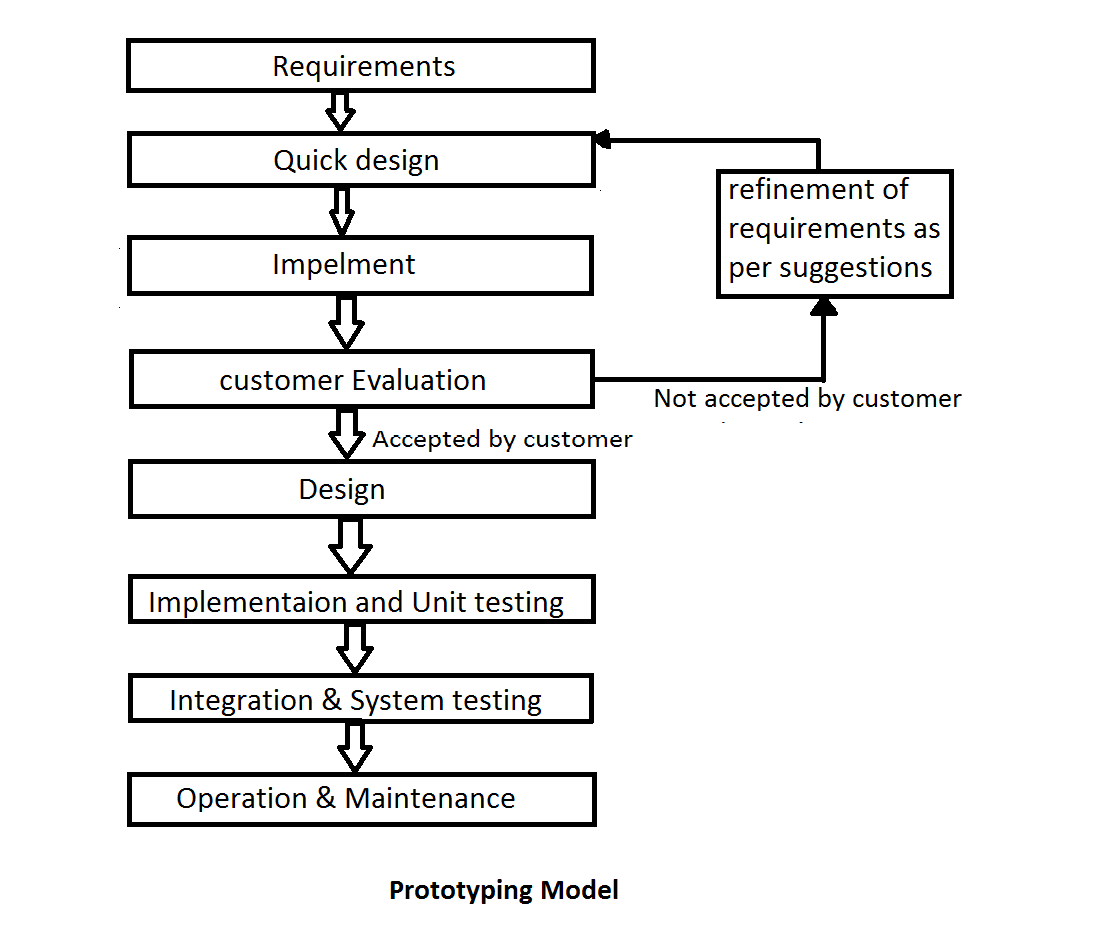 Requirements
Quick design
refinement of
requirements as
per suggestions
Impelment
customer Evaluation
Not accepted by customer
Accepted by customer
Design
Implementaion and Unit testing
Integration & System testing
Operation & Maintenance
Prototyping Model